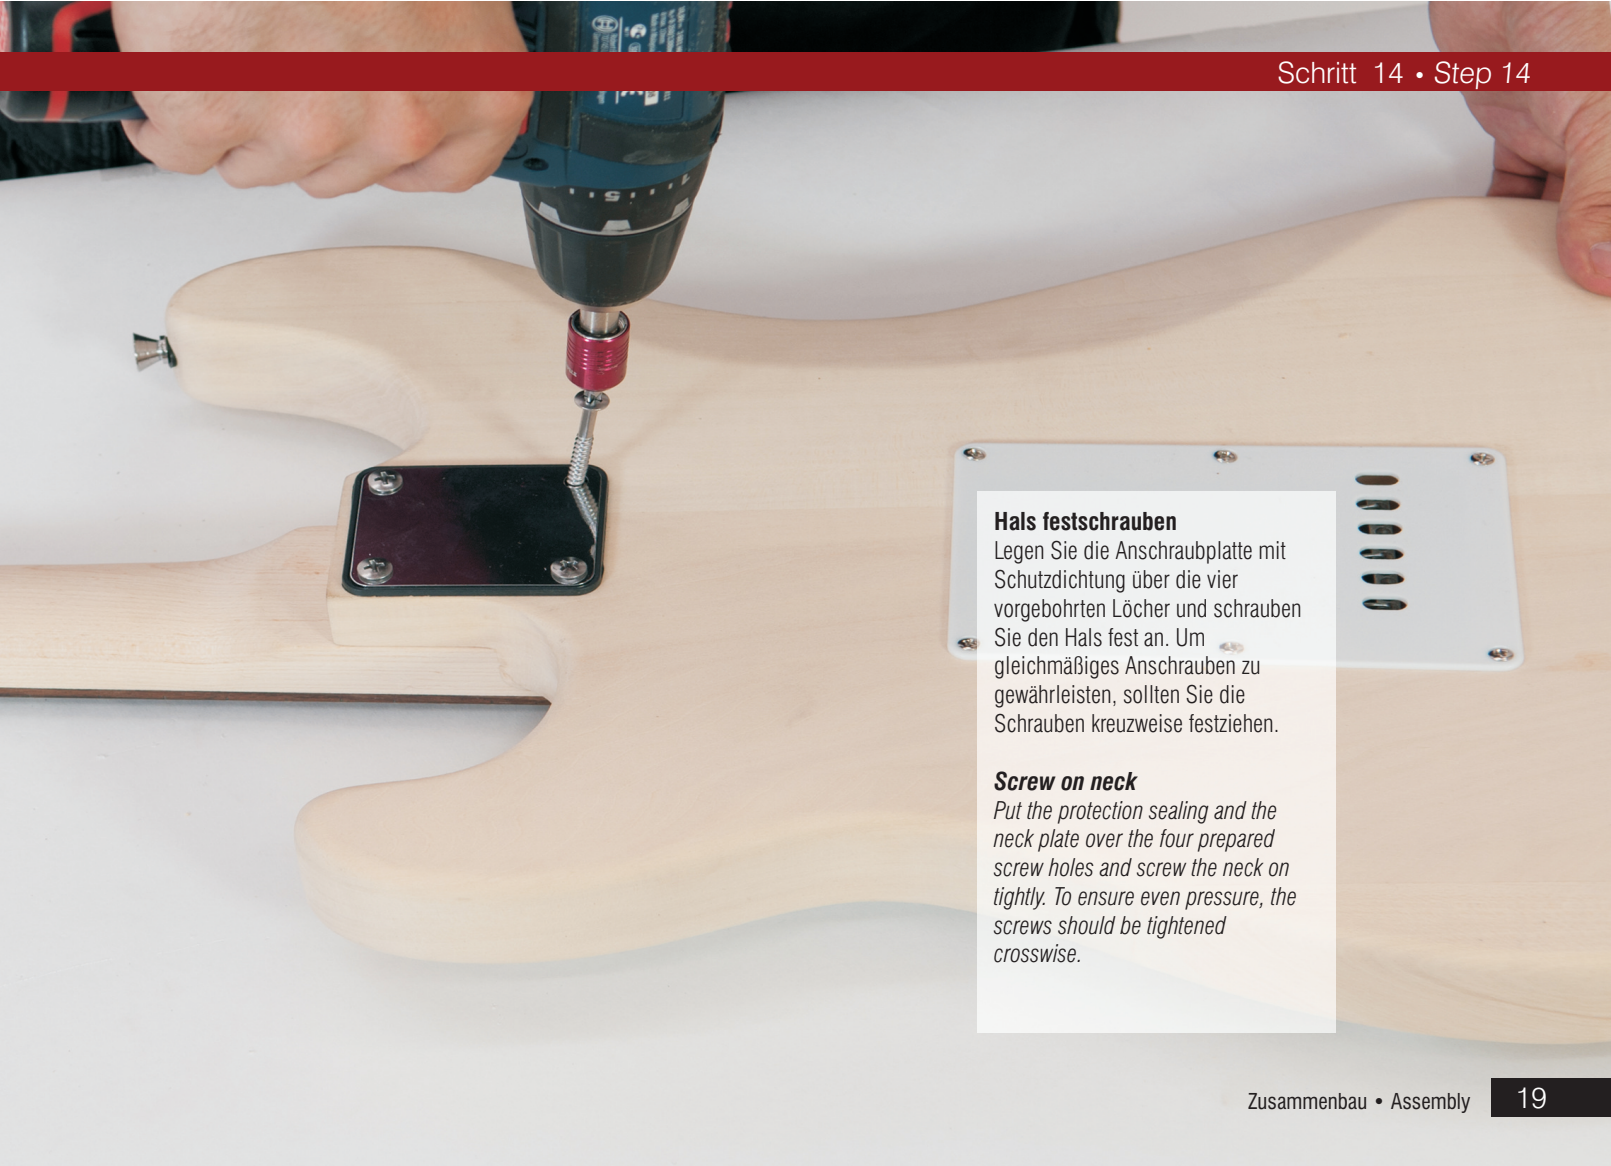 Schritt 14 • Step 14
BOSCH
5
1
Hals festschrauben
Legen Sie die Anschraubplatte mit
Schutzdichtung über die vier
vorgebohrten Löcher und schrauben
Sie den Hals fest an. Um
gleichmäßiges Anschrauben zu
gewährleisten, sollten Sie die
Schrauben kreuzweise festziehen.
Screw on neck
Put the protection sealing and the
neck plate over the four prepared
screw holes and screw the neck on
tightly. To ensure even pressure, the
screws should be tightened
crosswise.
Zusammenbau • Assembly 19